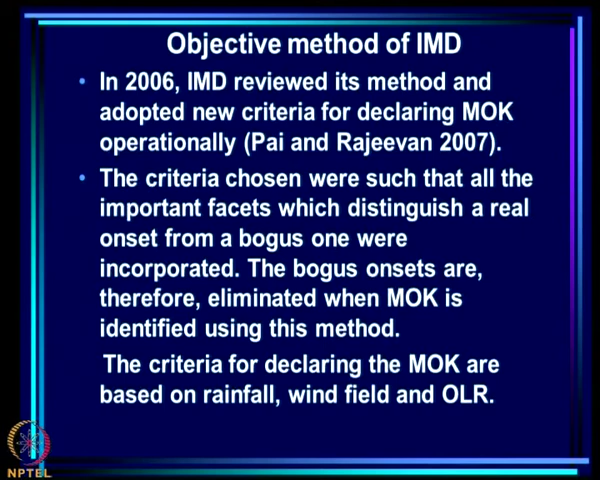 Objective method of IMD
• In 2006, IMD reviewed its method and
adopted new criteria for declaring MOK
operationally (Pai and Rajeevan 2007).
• The criteria chosen were such that all the
important facets which distinguish a real
onset from a bogus one were
incorporated. The bogus onsets are,
therefore, eliminated when MOK is
identified using this method.
The criteria for declaring the MOK are
based on rainfall, wind field and OLR.
NPTEL